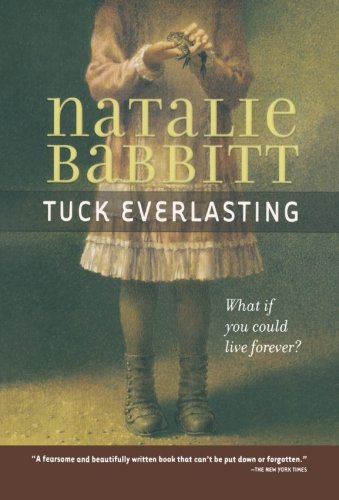 NATALIE
BABBITT
TUCK EVERLASTING
What if
you could
live forever?
"A fearsome and beautifully written book that can't be put down or forgotten."
—THE NEW YORK TIMES